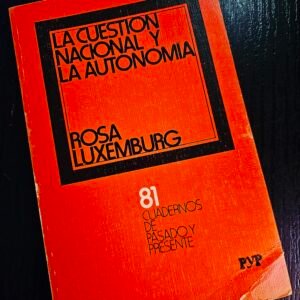 LA CUESTION
NACIONAL Y
LA AUTONOMIA
ROSA
LUXEMBURG
81
CUADERNOS
DE
PASADO Y
PRESENTE
PYP